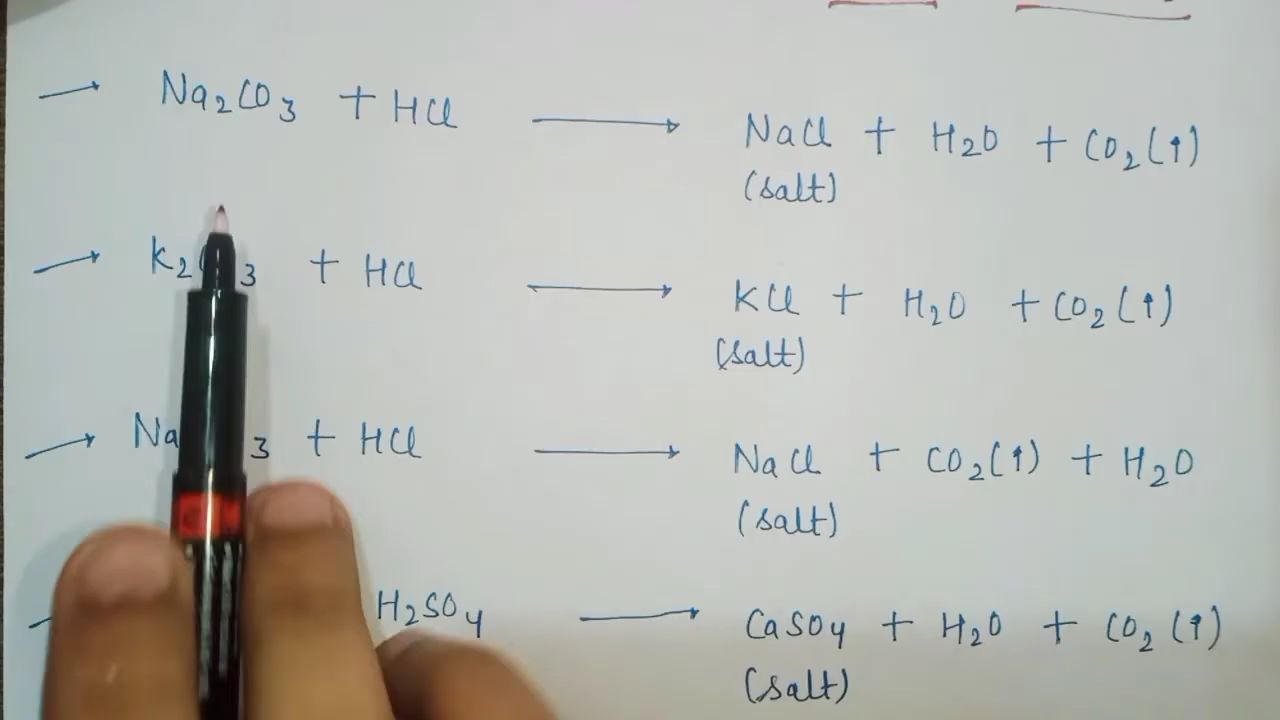 → Na₂CO₃ + HCl ⟶ NaCl + H₂O + CO₂(↑)
(salt)
→ K₂ ₃ + HCl ⟶ KCl + H₂O + CO₂(↑)
(salt)
→ Na ₃ + HCl ⟶ NaCl + CO₂(↑) + H₂O
(salt)
H₂SO₄ ⟶ CaSO₄ + H₂O + CO₂(↑)
(salt)